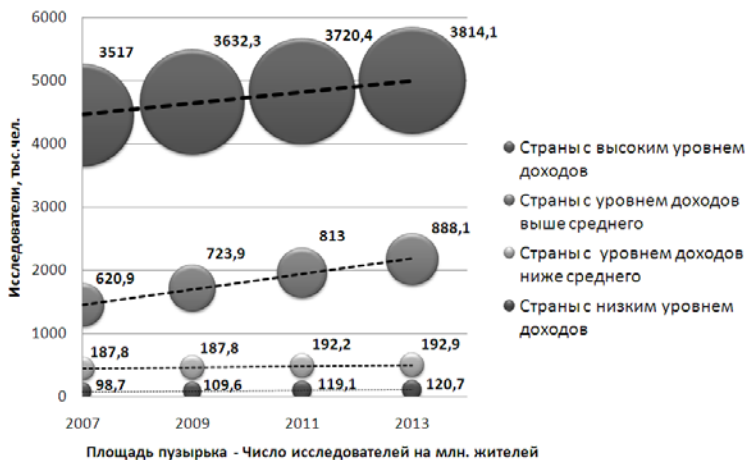 6000
3517
3632,3
3720,4
3814,1
5000
4000
3000
2000
620,9
723,9
813
888,1
1000
187,8
187,8
192,2
192,9
0
98,7
109,6
119,1
120,7
2007
2009
2011
2013
Исследователи, тыс.чел.
Площадь пузырька - Число исследователей на млн. жителей
Страны с высоким уровнем
доходов
Страны с уровнем доходов
выше среднего
Страны с уровнем доходов
ниже среднего
Страны с низким уровнем
доходов